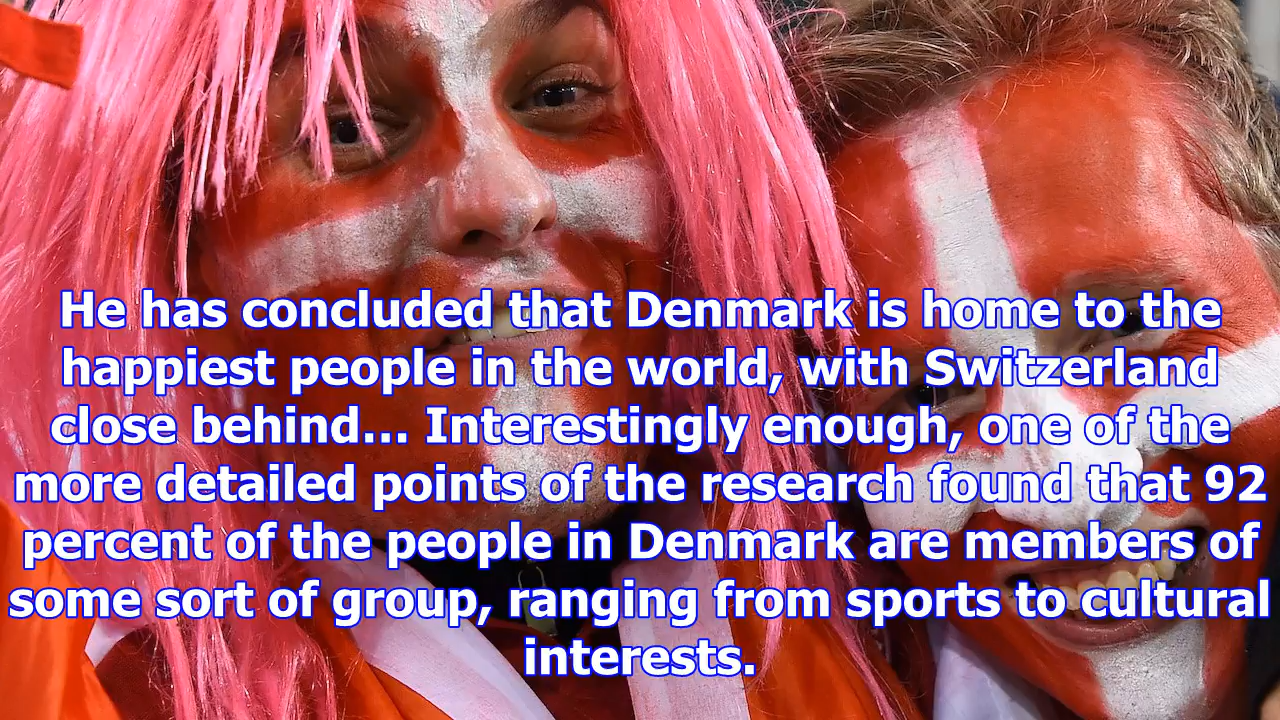 He has concluded that Denmark is home to the
happiest people in the world, with Switzerland
close behind... Interestingly enough, one of the
more detailed points of the research found that 92
percent of the people in Denmark are members of
some sort of group, ranging from sports to cultural
interests.